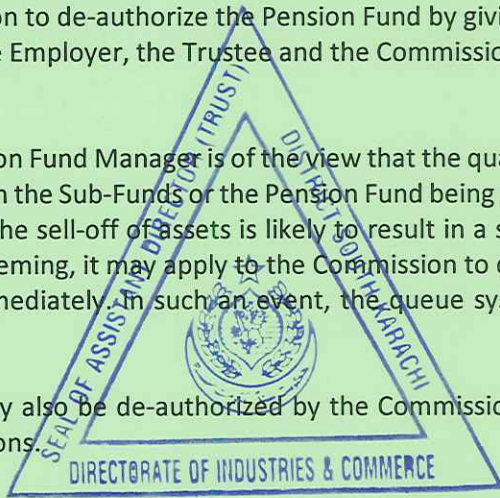 on to de-authorize the Pension Fund by givi
e Employer, the Trustee and the Commissio
on Fund Manager is of the view that the qua
n the Sub-Funds or the Pension Fund being
he sell-off of assets is likely to result in a s
eming, it may apply to the Commission to d
mediately. In such an event, the queue sy
y also be de-authorized by the Commissio
ons.
SEAL OF ASSISTANT DIRECTOR (TRUST)
DISTRICT SOUTH KARACHI
DIRECTORATE OF INDUSTRIES & COMMERCE